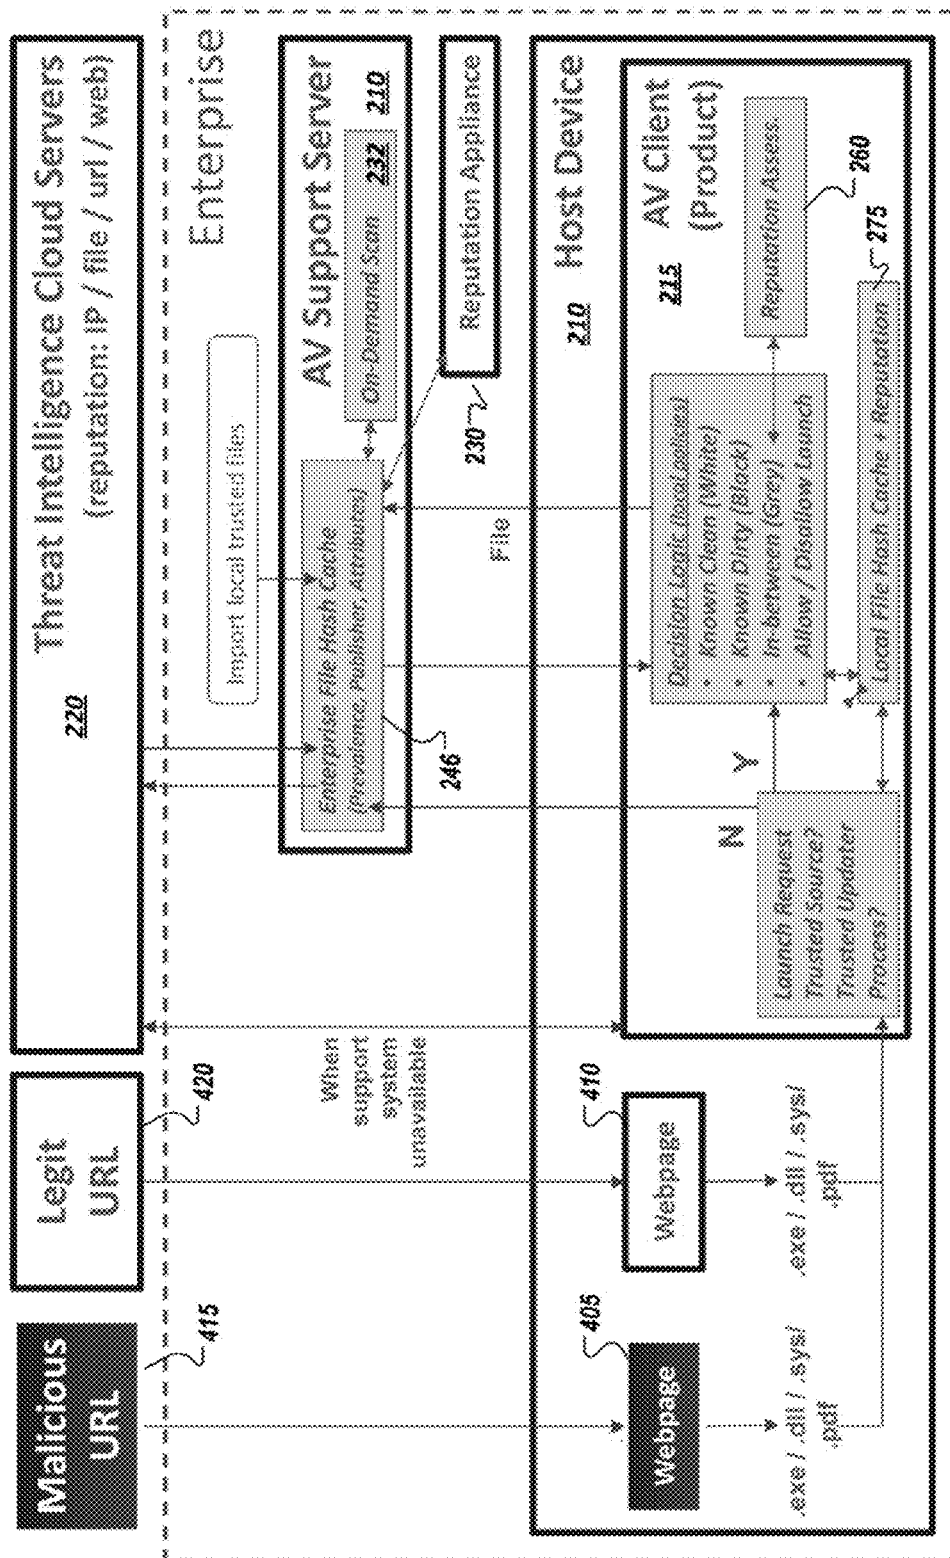 Malicious
URL
415
Legit
URL
420
Threat Intelligence Cloud Servers
(reputation: IP / file / url / web)
220
Enterprise
Import local trusted files
When
support
system
unavailable
AV Support Server
210
Enterprise File Hash Cache
(Prevalence, Publisher, Attributes)
246
On-Demand Scan
232
Reputation Appliance
230
File
Host Device
210
Webpage
405
.exe / .dll / .sys/
.pdf
Webpage
410
.exe / .dll / .sys/
.pdf
AV Client
(Product)
215
N
Y
Launch Request
Trusted Source?
Trusted Updater
Process?
Decision Logic (local cache)
• Known Clean (White)
• Known Dirty (Black)
• In-between (Grey)
• Allow / Disallow Launch
Reputation Asses.
260
Local File Hash Cache + Reputation
275